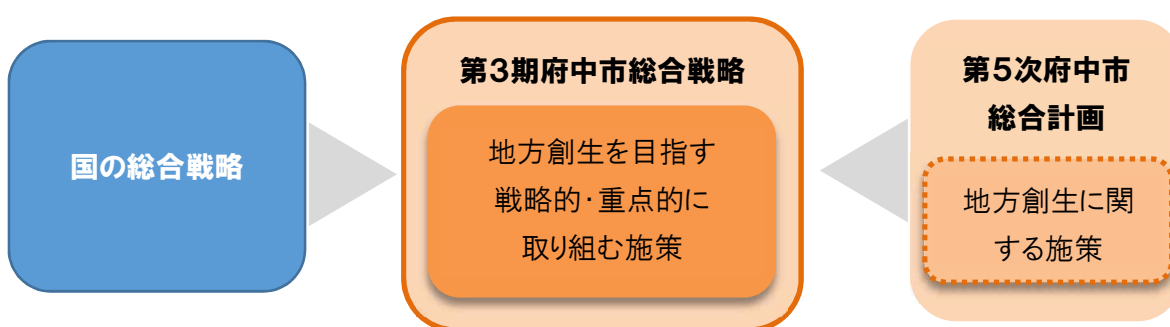 国の総合戦略
第3期府中市総合戦略
地方創生を目指す
戦略的・重点的に
取り組む施策
第5次府中市
総合計画
地方創生に関
する施策